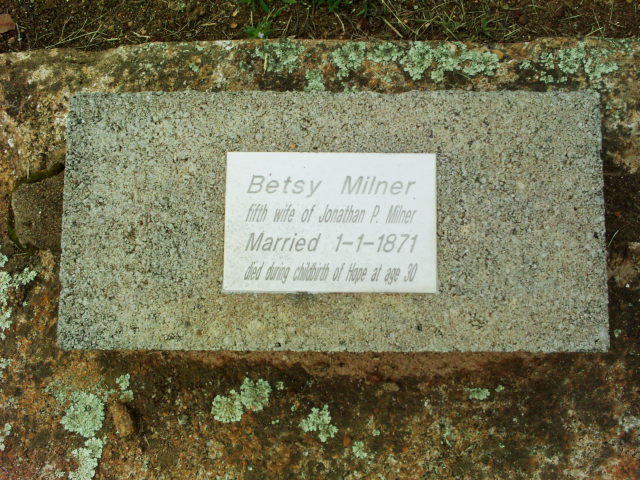 Betsy Milner
fifth wife of Jonathan P. Milner
Married 1-1-1871
died during childbirth of Hope at age 30